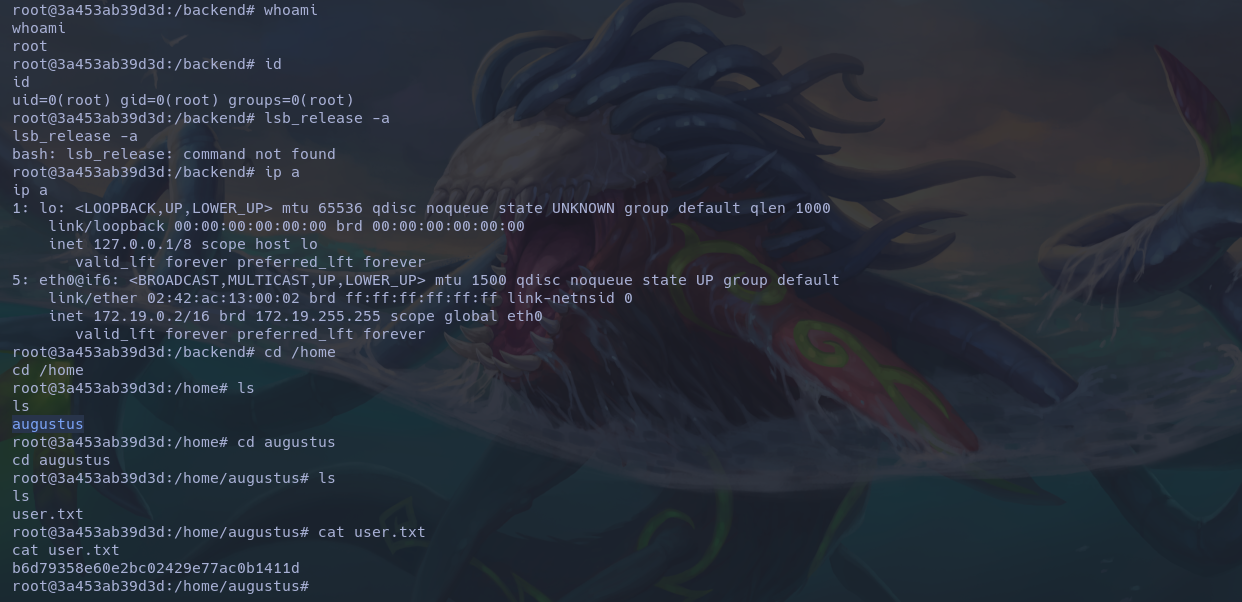 root@3a453ab39d3d:/backend# whoami
whoami
root
root@3a453ab39d3d:/backend# id
id
uid=0(root) gid=0(root) groups=0(root)
root@3a453ab39d3d:/backend# lsb_release -a
lsb_release -a
bash: lsb_release: command not found
root@3a453ab39d3d:/backend# ip a
ip a
1: lo: <LOOPBACK,UP,LOWER_UP> mtu 65536 qdisc noqueue state UNKNOWN group default qlen 1000
    link/loopback 00:00:00:00:00:00 brd 00:00:00:00:00:00
    inet 127.0.0.1/8 scope host lo
       valid_lft forever preferred_lft forever
5: eth0@if6: <BROADCAST,MULTICAST,UP,LOWER_UP> mtu 1500 qdisc noqueue state UP group default
    link/ether 02:42:ac:13:00:02 brd ff:ff:ff:ff:ff:ff link-netnsid 0
    inet 172.19.0.2/16 brd 172.19.255.255 scope global eth0
       valid_lft forever preferred_lft forever
root@3a453ab39d3d:/backend# cd /home
cd /home
root@3a453ab39d3d:/home# ls
ls
augustus
root@3a453ab39d3d:/home# cd augustus
cd augustus
root@3a453ab39d3d:/home/augustus# ls
ls
user.txt
root@3a453ab39d3d:/home/augustus# cat user.txt
cat user.txt
b6d79358e60e2bc02429e77ac0b1411d
root@3a453ab39d3d:/home/augustus#